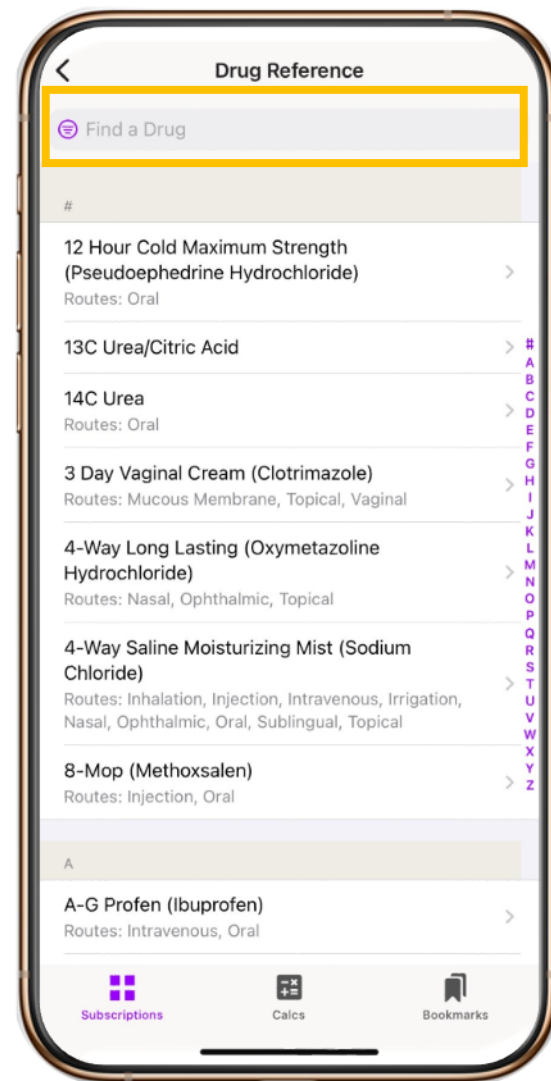 Drug Reference
Find a Drug
#
12 Hour Cold Maximum Strength
(Pseudoephedrine Hydrochloride)
Routes: Oral
13C Urea/Citric Acid
14C Urea
Routes: Oral
3 Day Vaginal Cream (Clotrimazole)
Routes: Mucous Membrane, Topical, Vaginal
4-Way Long Lasting (Oxymetazoline
Hydrochloride)
Routes: Nasal, Ophthalmic, Topical
4-Way Saline Moisturizing Mist (Sodium
Chloride)
Routes: Inhalation, Injection, Intravenous, Irrigation,
Nasal, Ophthalmic, Oral, Sublingual, Topical
8-Mop (Methoxsalen)
Routes: Injection, Oral
A
A-G Profen (Ibuprofen)
Routes: Intravenous, Oral
#
A
B
C
D
E
F
G
H
I
J
K
L
M
N
O
P
Q
R
S
T
U
V
W
X
Y
Z
Subscriptions
Calcs
Bookmarks